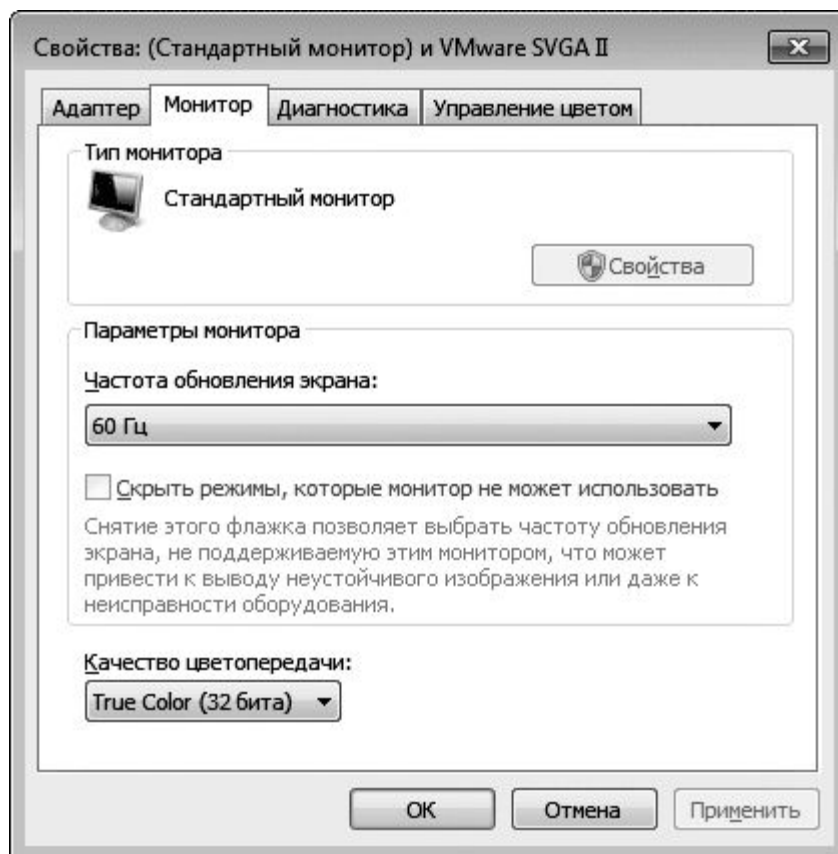 Свойства: (Стандартный монитор) и VMware SVGA II
Адаптер Монитор Диагностика Управление цветом
Тип монитора
Стандартный монитор
Свойства
Параметры монитора
Частота обновления экрана:
60 Гц
Скрыть режимы, которые монитор не может использовать
Снятие этого флажка позволяет выбрать частоту обновления
экрана, не поддерживаемую этим монитором, что может
привести к выводу неустойчивого изображения или даже к
неисправности оборудования.
Качество цветопередачи:
True Color (32 бита)
ОК Отмена Применить